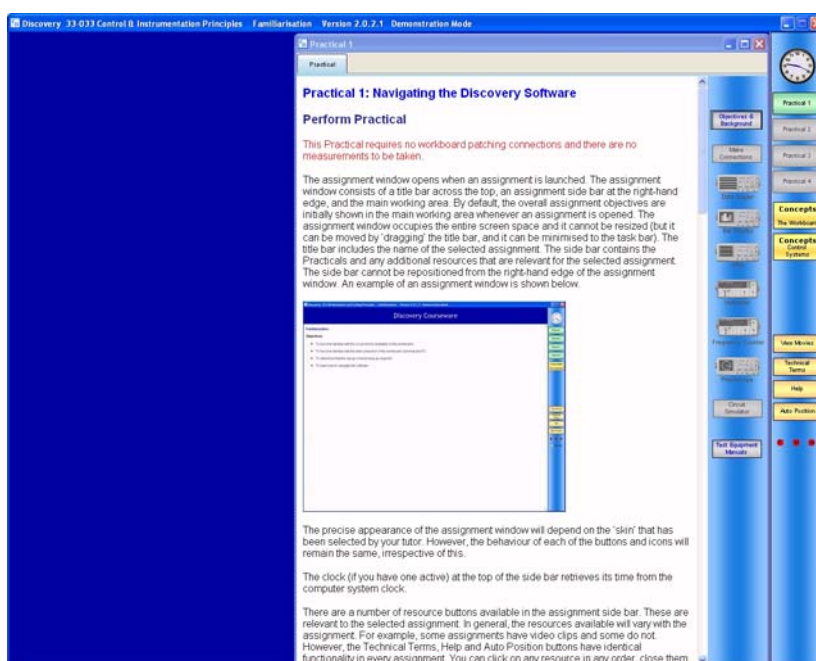 Discovery 33-033 Control & Instrumentation Principles Familiarisation Version 2.0.2.1 Demonstration Mode
Practical 1
Practical
Practical 1: Navigating the Discovery Software
Perform Practical
This Practical requires no workboard patching connections and there are no
measurements to be taken.
The assignment window opens when an assignment is launched. The assignment
window consists of a title bar across the top, an assignment side bar at the right-hand
edge, and the main working area. By default, the overall assignment objectives are
initially shown in the main working area whenever an assignment is opened. The
assignment window occupies the entire screen space and it cannot be resized (but it
can be moved by 'dragging' the title bar, and it can be minimised to the task bar). The
title bar includes the name of the selected assignment. The side bar contains the
Practicals and any additional resources that are relevant for the selected assignment.
The side bar cannot be repositioned from the right-hand edge of the assignment
window. An example of an assignment window is shown below.
Discovery Courseware
The precise appearance of the assignment window will depend on the 'skin' that has
been selected by your tutor. However, the behaviour of each of the buttons and icons will
remain the same, irrespective of this.
The clock (if you have one active) at the top of the side bar retrieves its time from the
computer system clock.
There are a number of resource buttons available in the assignment side bar. These are
relevant to the selected assignment. In general, the resources available will vary with the
assignment. For example, some assignments have video clips and some do not.
However, the Technical Terms, Help and Auto Position buttons have identical
functionality in every assignment. You can click on any resource in any order, close them
Objectives &
Background
Make
Connections
Frequency Counter
Circuit
Simulator
Test Equipment
Manuals
Practical 1
Practical 2
Practical 3
Practical 4
Concepts
The Workboard
Concepts
Control
Systems
View Movies
Technical
Terms
Help
Auto Position